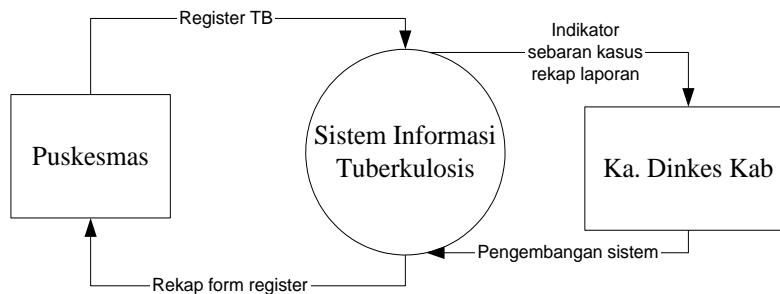 Register TB
Indikator
sebaran kasus
rekap laporan
Puskesmas
Sistem Informasi
Tuberkulosis
Ka. Dinkes Kab
Pengembangan sistem
Rekap form register